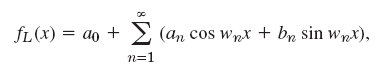 f_L(x) = a_0 + \sum_{n=1}^{\infty} (a_n cos w_n x + b_n sin w_n x),